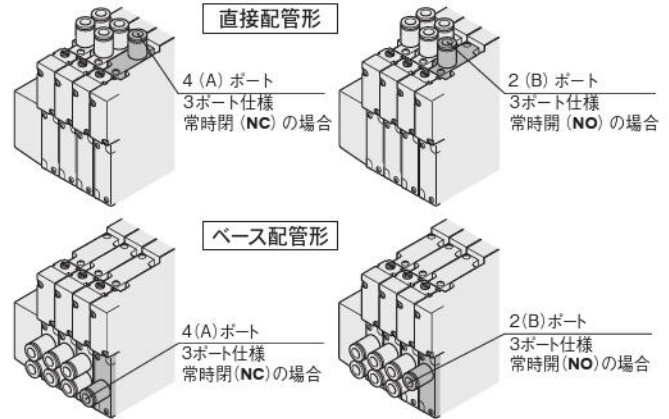 直接配管形
4 (A) ポート
3ポート仕様
常時閉 (NC) の場合
2 (B) ポート
3ポート仕様
常時開 (NO) の場合
ベース配管形
4(A)ポート
3ポート仕様
常時閉(NC)の場合
2(B)ポート
3ポート仕様
常時開(NO)の場合